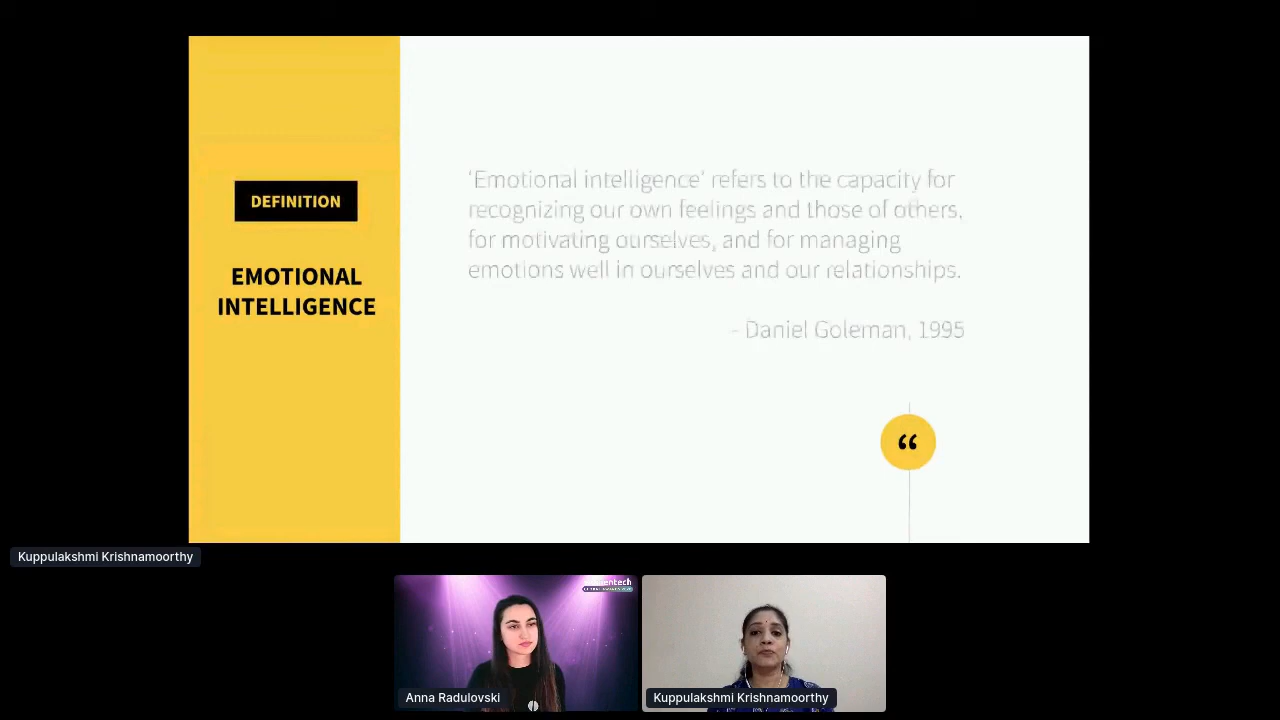 DEFINITION
EMOTIONAL
INTELLIGENCE
‘Emotional intelligence’ refers to the capacity for
recognizing our own feelings and those of others,
for motivating ourselves, and for managing
emotions well in ourselves and our relationships.
- Daniel Goleman, 1995
“
Kuppulakshmi Krishnamoorthy
Anna Radulovski
Kuppulakshmi Krishnamoorthy